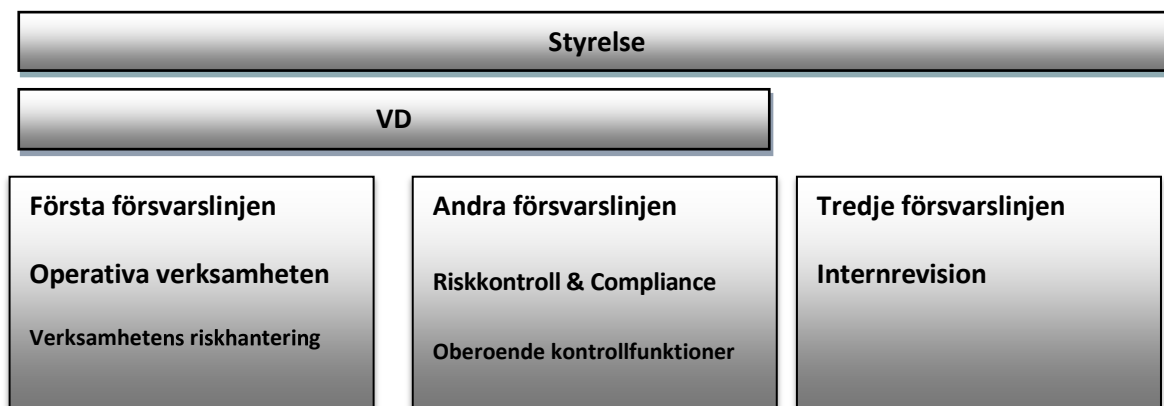 Styrelse
VD
Första försvarslinjen
Operativa verksamheten
Verksamhetens riskhantering
Andra försvarslinjen
Riskkontroll & Compliance
Oberoende kontrollfunktioner
Tredje försvarslinjen
Internrevision